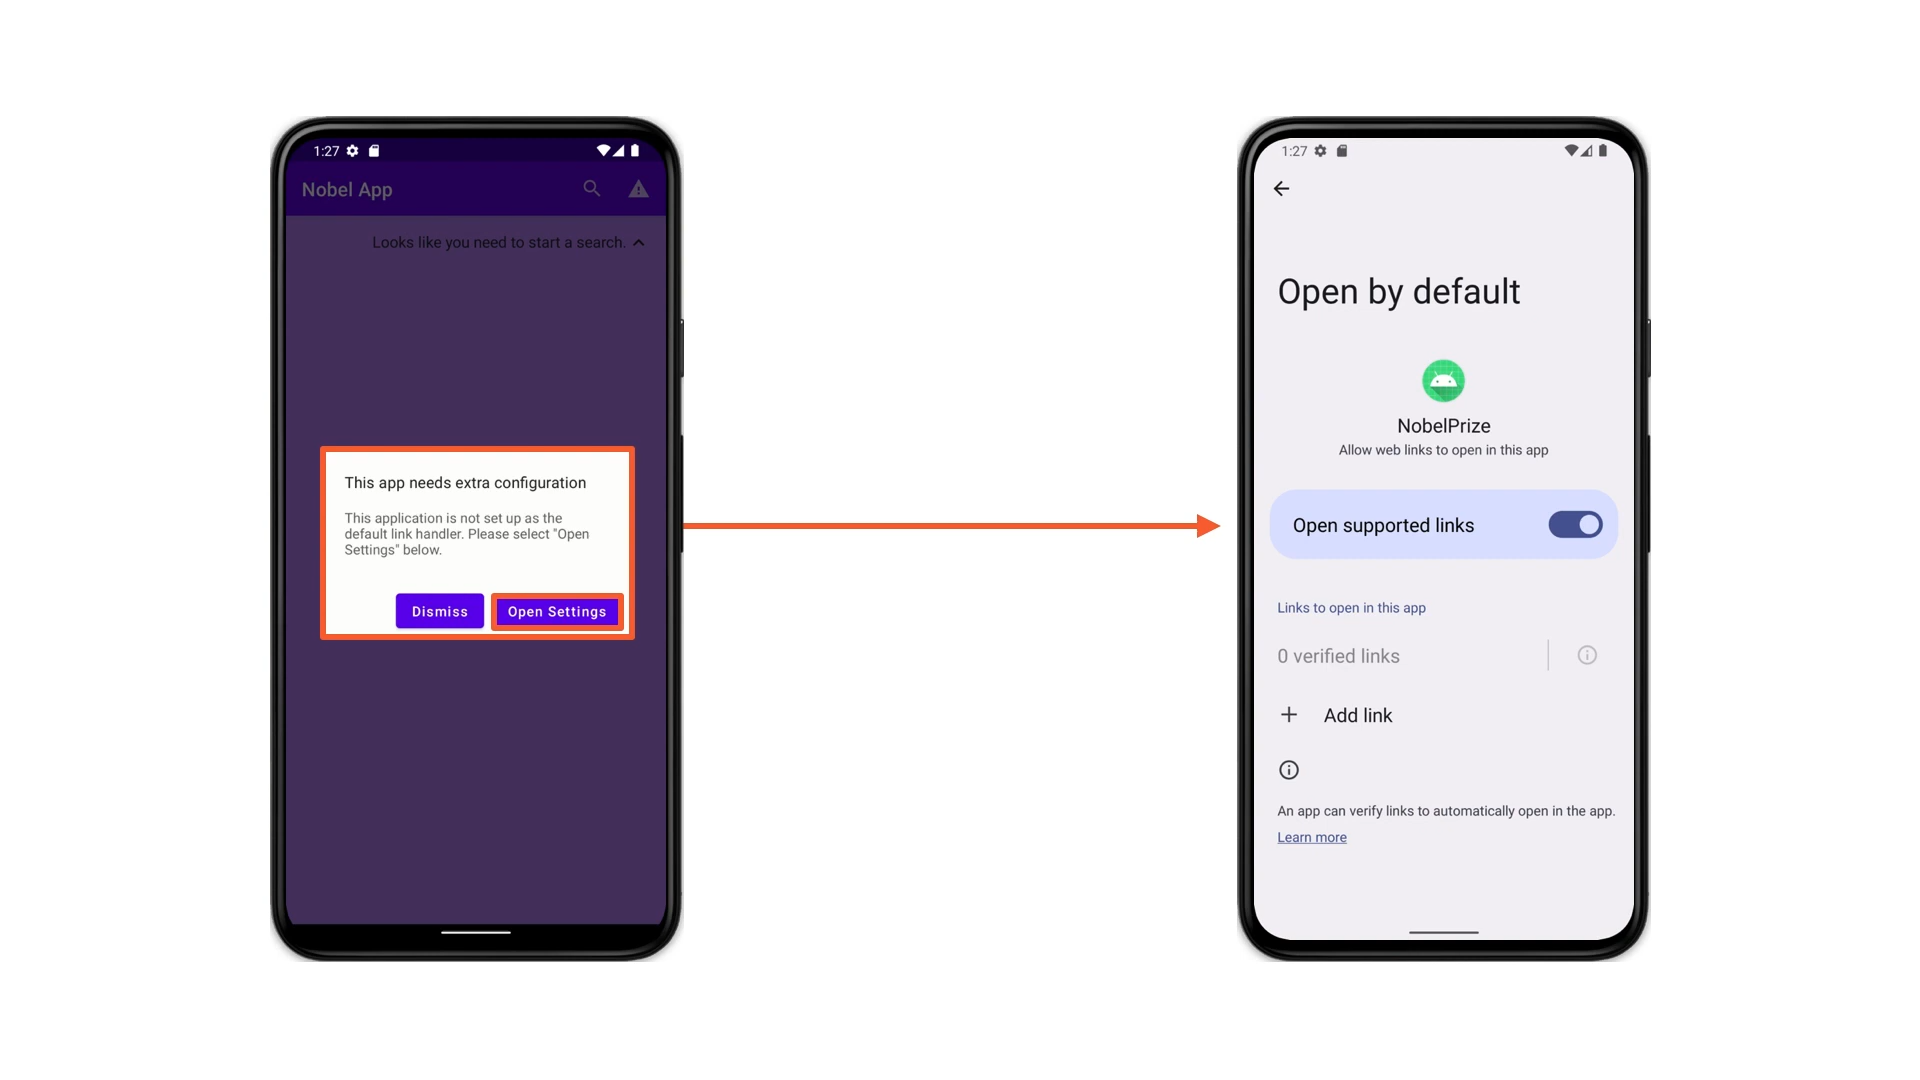 1:27
Nobel App
Looks like you need to start a search.
This app needs extra configuration
This application is not set up as the
default link handler. Please select "Open
Settings" below.
Dismiss
Open Settings
1:27
Open by default
NobelPrize
Allow web links to open in this app
Open supported links
Links to open in this app
0 verified links
Add link
An app can verify links to automatically open in the app.
Learn more